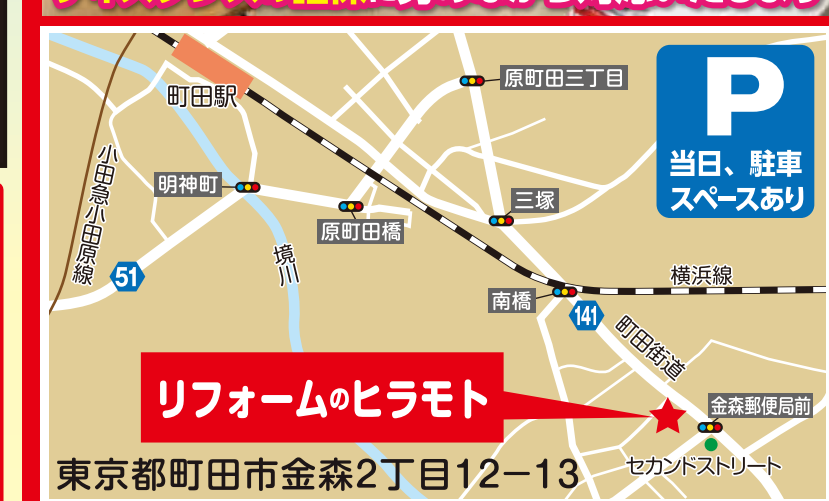 町田駅
原町田三丁目
P
当日、駐車
スペースあり
小田急小田原線
明神町
三塚
原町田橋
51
境川
横浜線
南橋
141
町田街道
リフォームのヒラモト
金森郵便局前
セカンドストリート
東京都町田市金森2丁目12−13